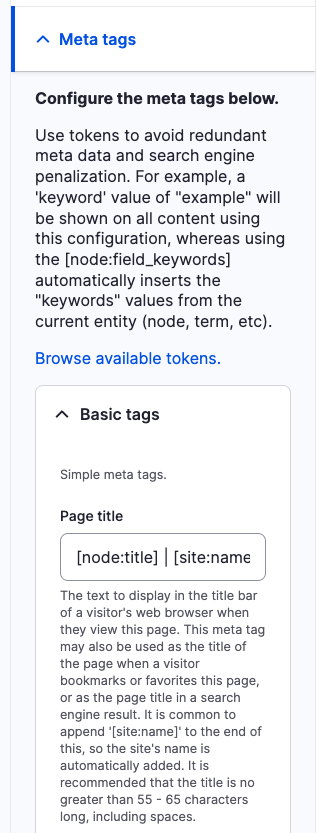 Meta tags
Configure the meta tags below.
Use tokens to avoid redundant
meta data and search engine
penalization. For example, a
'keyword' value of "example" will
be shown on all content using
this configuration, whereas using
the [node:field_keywords]
automatically inserts the
"keywords" values from the
current entity (node, term, etc).
Browse available tokens.
Basic tags
Simple meta tags.
Page title
[node:title] | [site:name
The text to display in the title bar
of a visitor's web browser when
they view this page. This meta tag
may also be used as the title of
the page when a visitor
bookmarks or favorites this page,
or as the page title in a search
engine result. It is common to
append '[site:name]' to the end of
this, so the site's name is
automatically added. It is
recommended that the title is no
greater than 55 - 65 characters
long, including spaces.